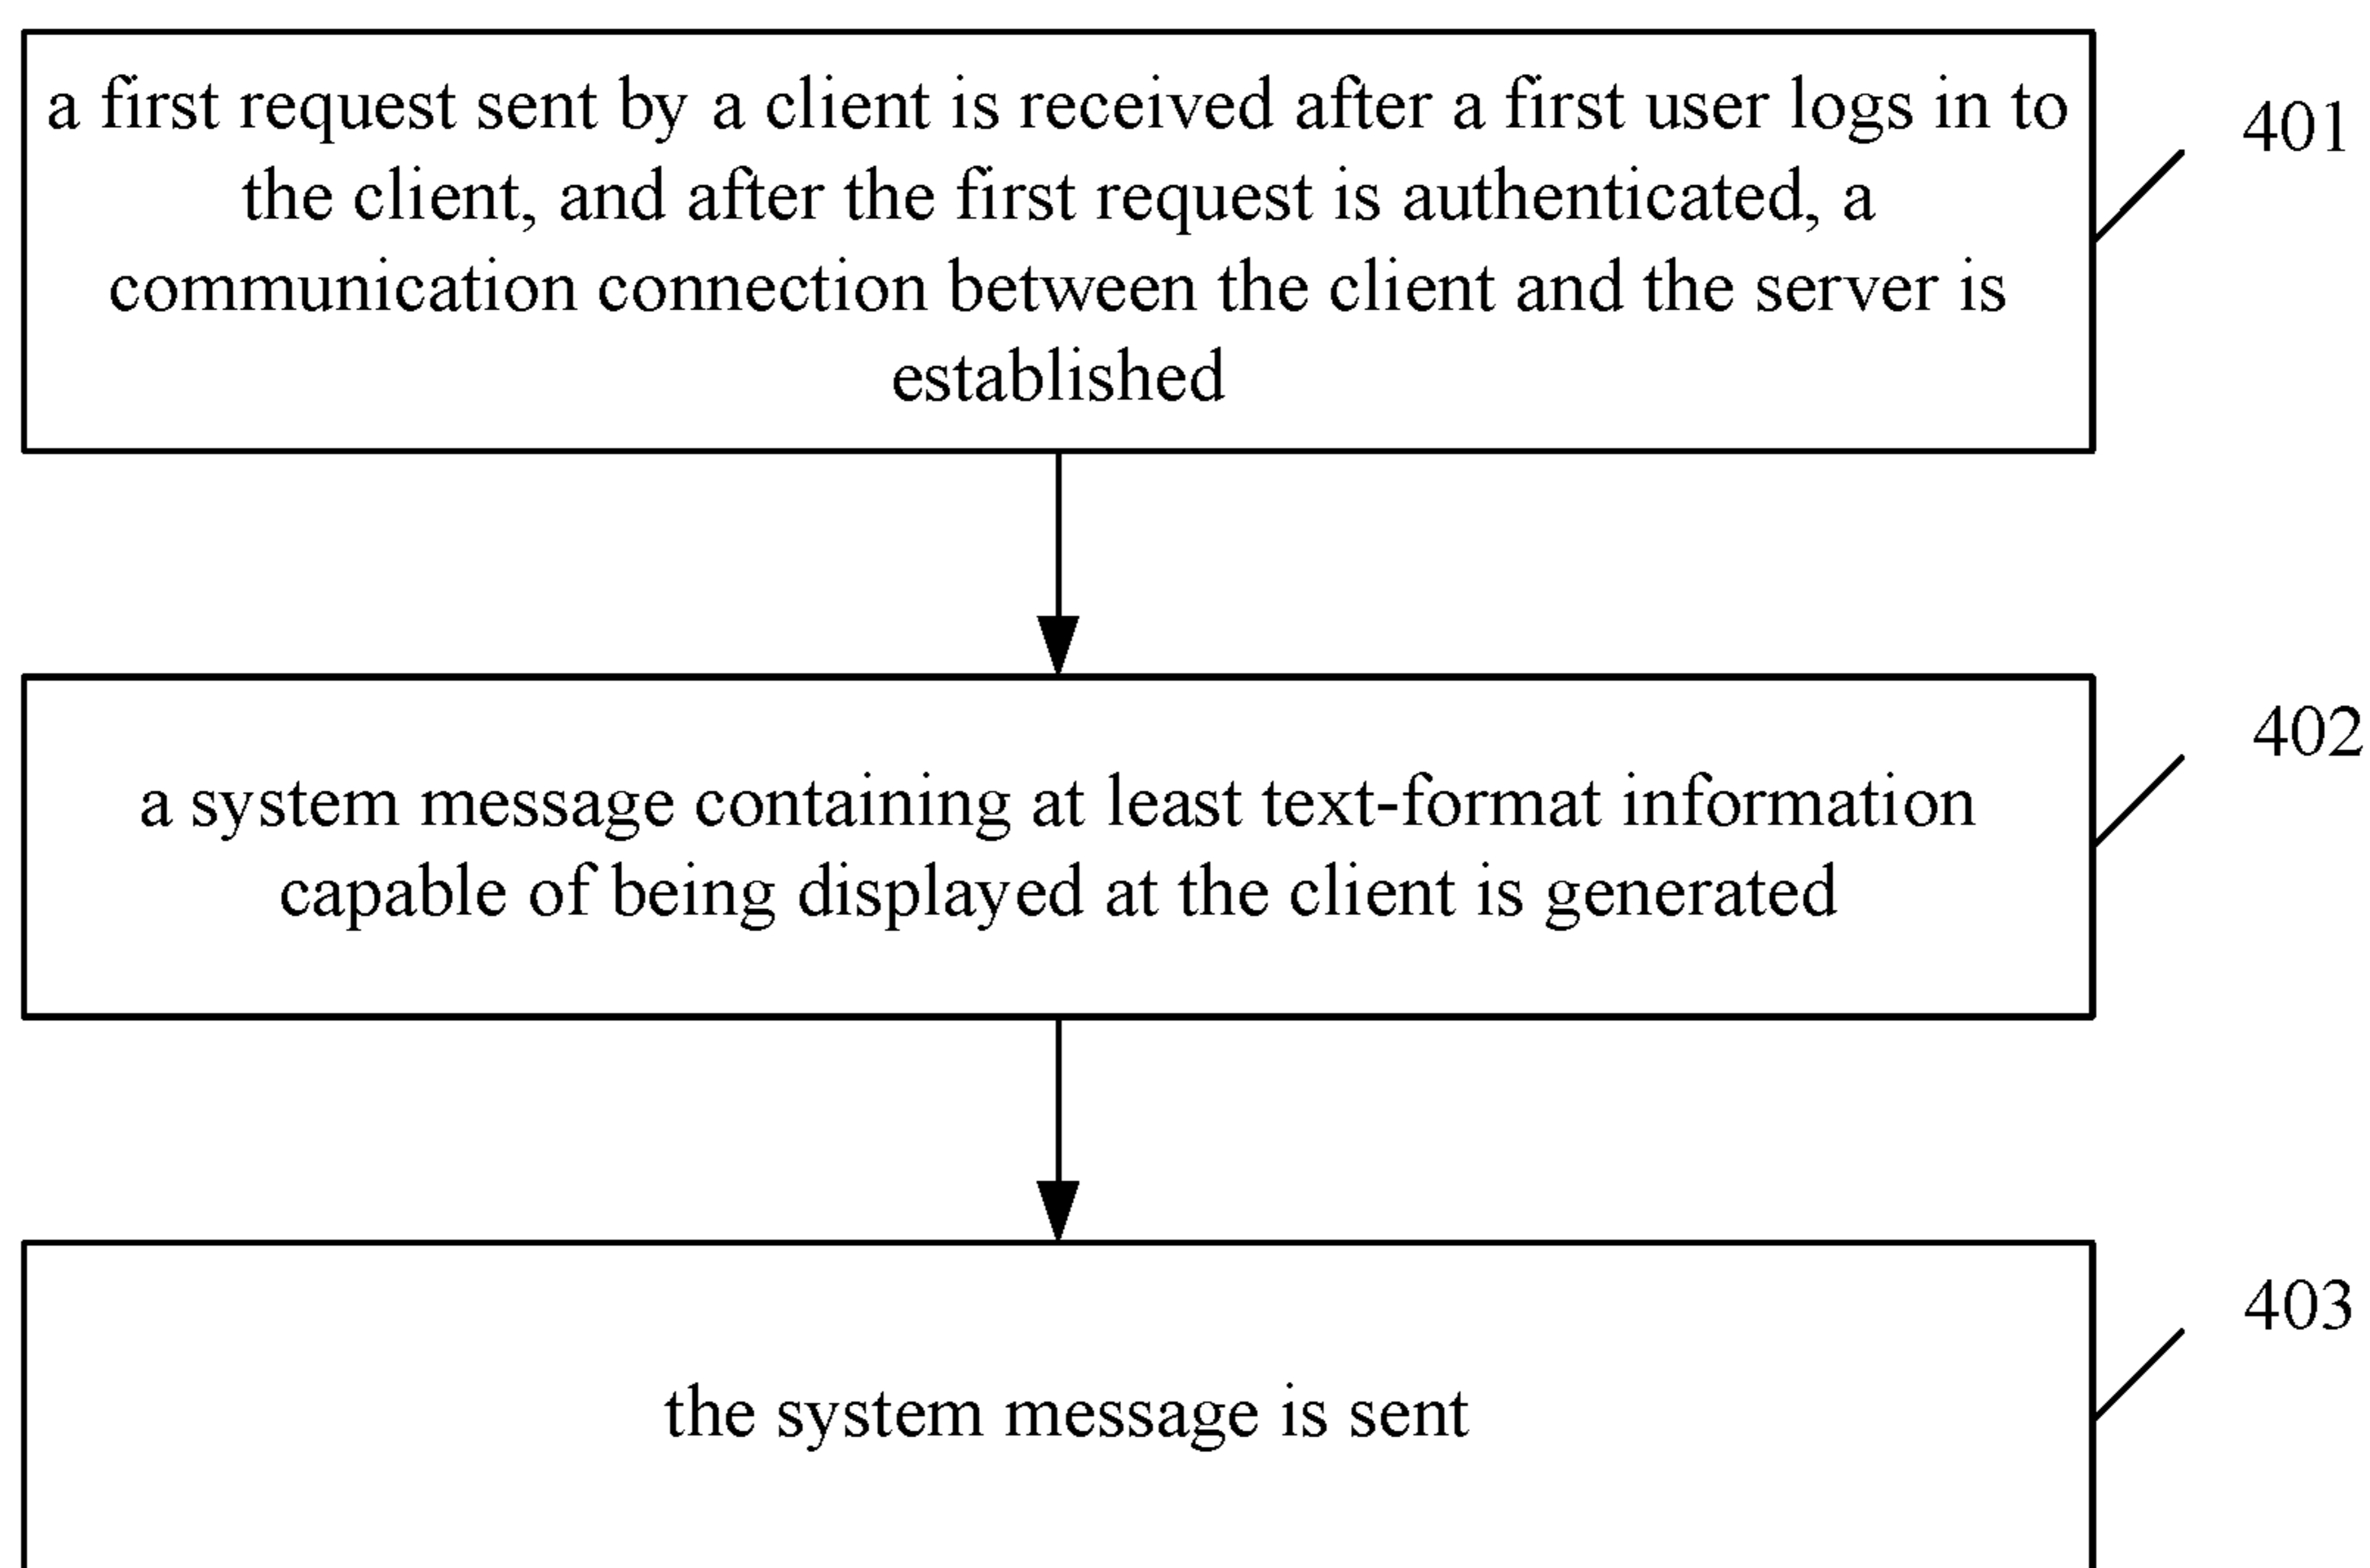 a first request sent by a client is received after a first user logs in to
the client, and after the first request is authenticated, a
communication connection between the client and the server is
established
401
a system message containing at least text-format information
capable of being displayed at the client is generated
402
the system message is sent
403